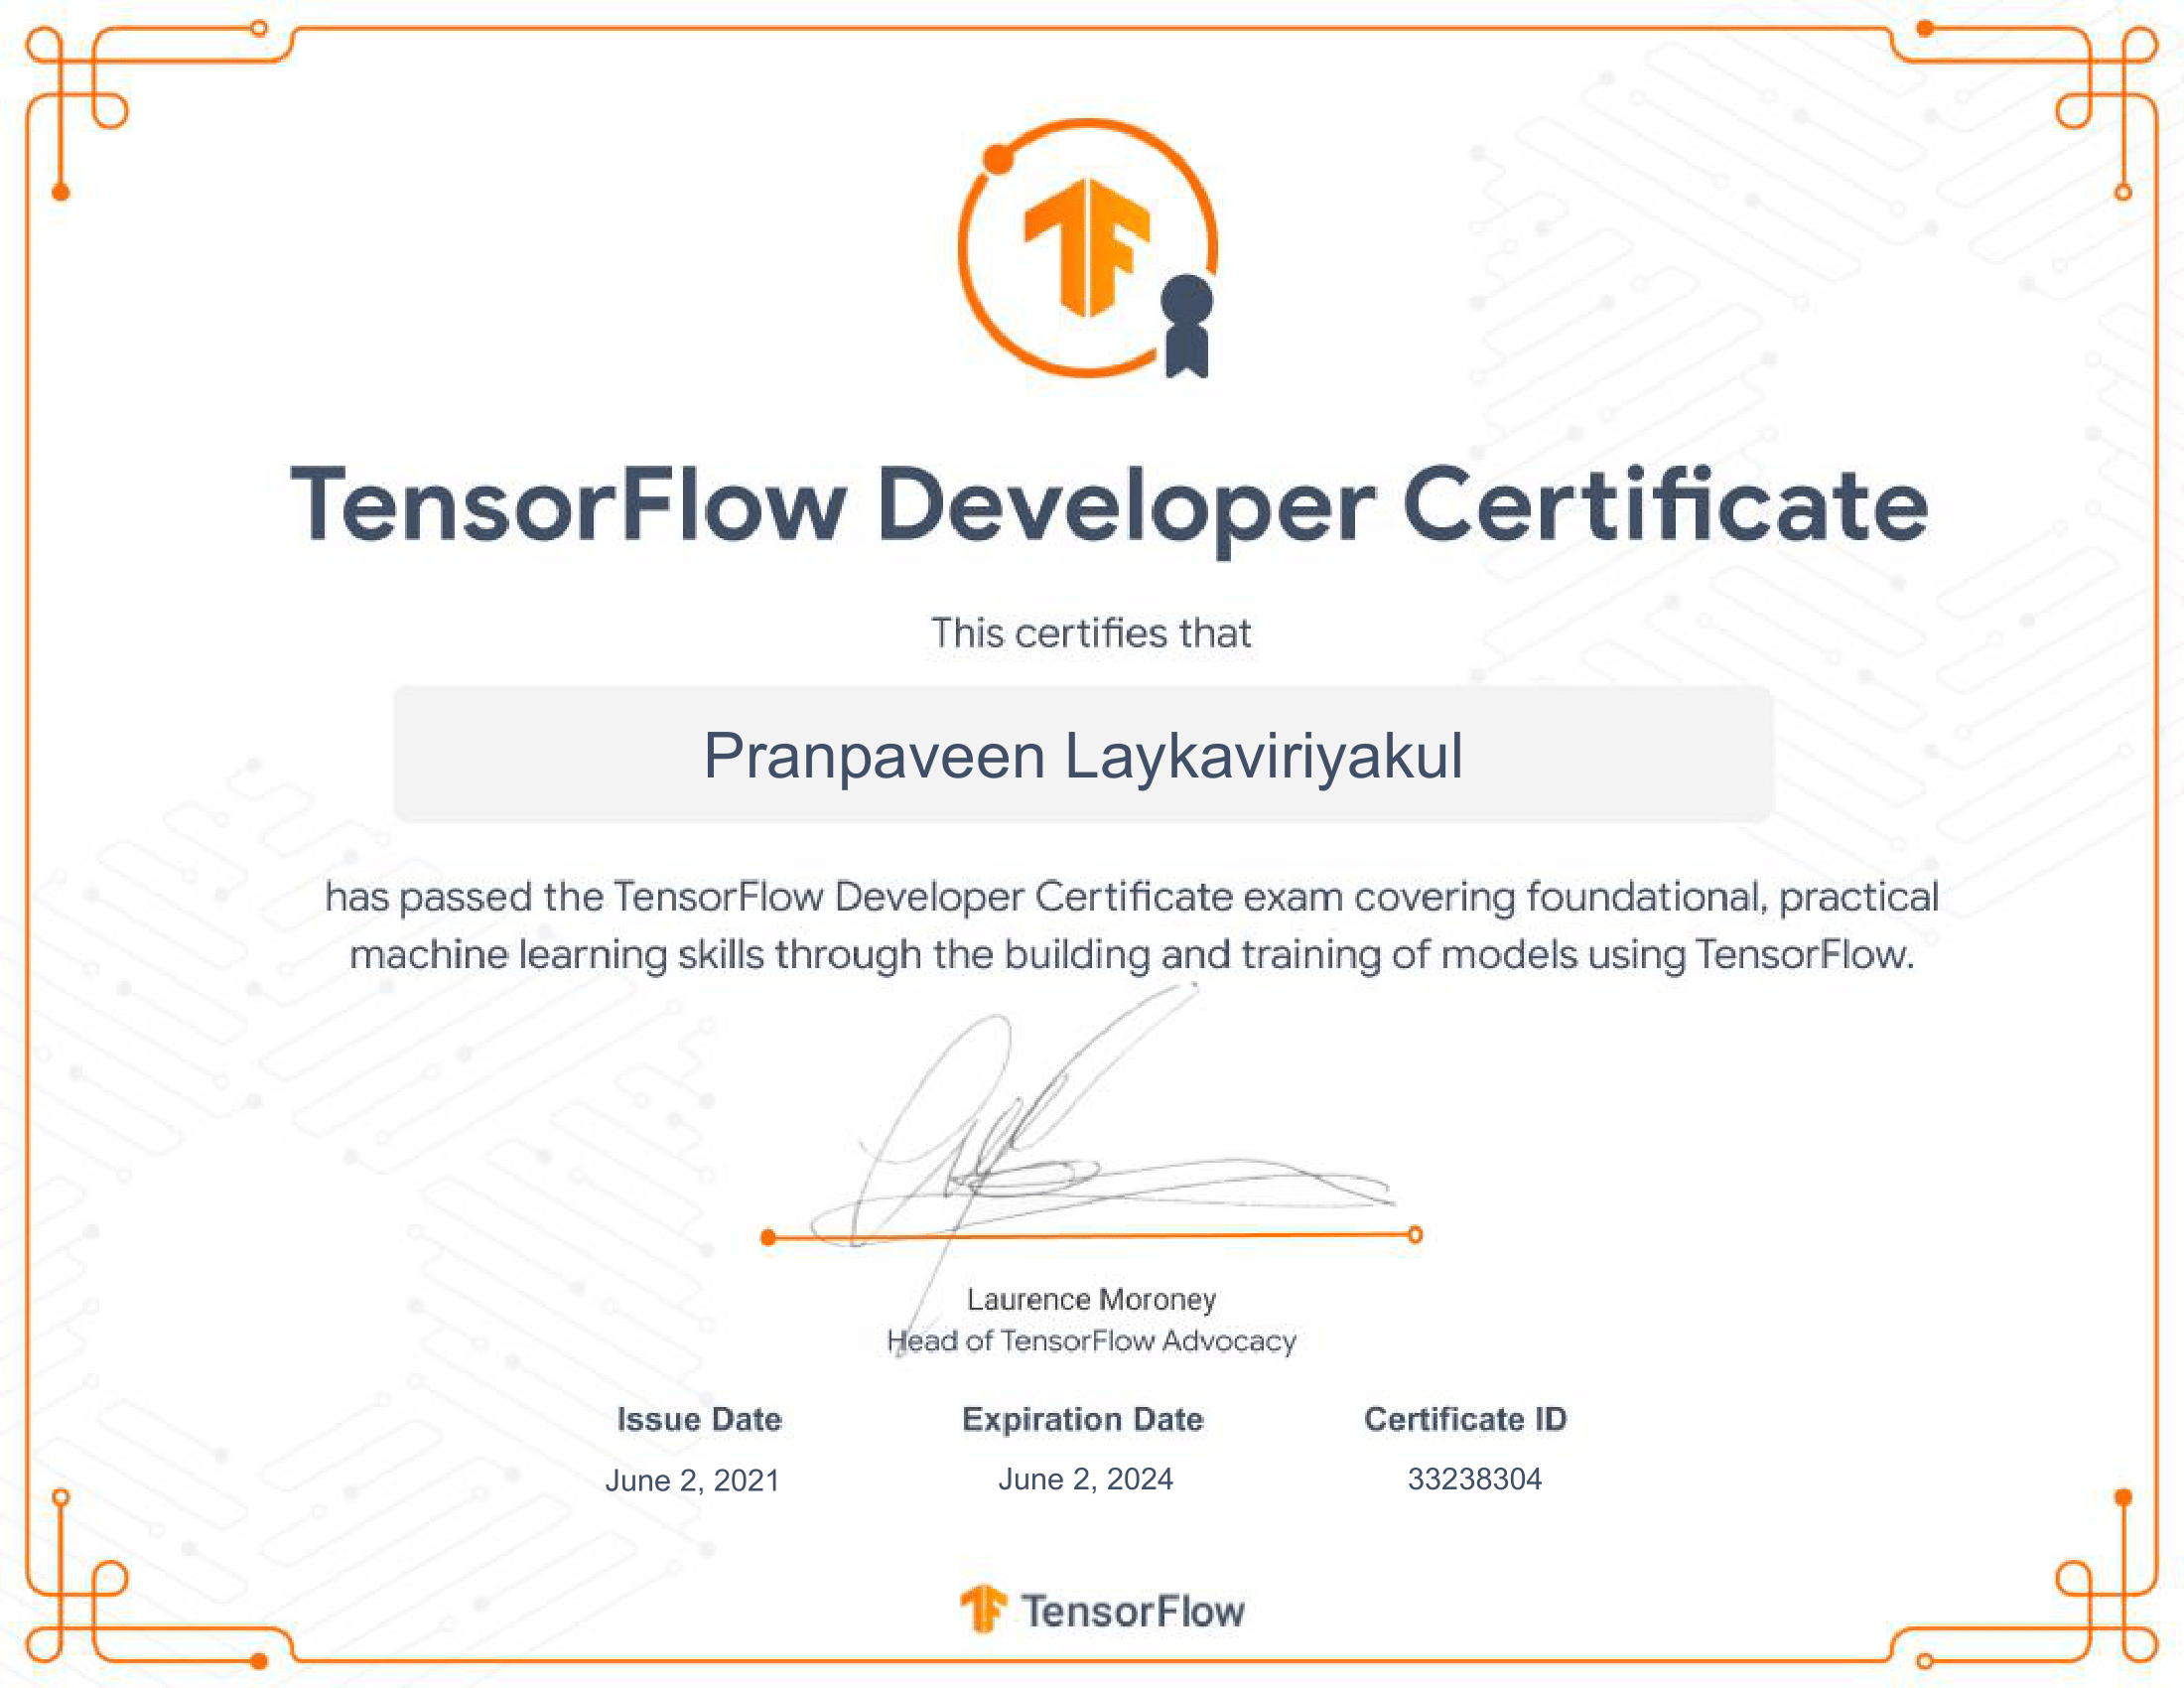 TensorFlow Developer Certificate
This certifies that
Pranpaveen Laykaviriyakul
has passed the TensorFlow Developer Certificate exam covering foundational, practical
machine learning skills through the building and training of models using TensorFlow.
Laurence Moroney
Head of TensorFlow Advocacy
Issue Date Expiration Date Certificate ID
June 2, 2021 June 2, 2024 33238304
TensorFlow